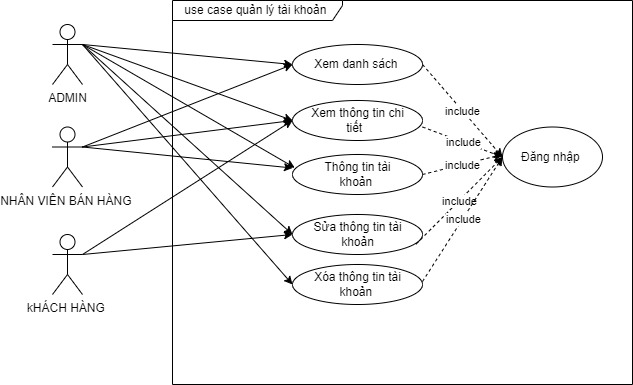 use case quản lý tài khoản
ADMIN
NHÂN VIÊN BÁN HÀNG
kHÁCH HÀNG
Xem danh sách
Xem thông tin chi
tiết
Thông tin tài
khoản
Sửa thông tin tài
khoản
Xóa thông tin tài
khoản
include
include
include
include
include
Đăng nhập